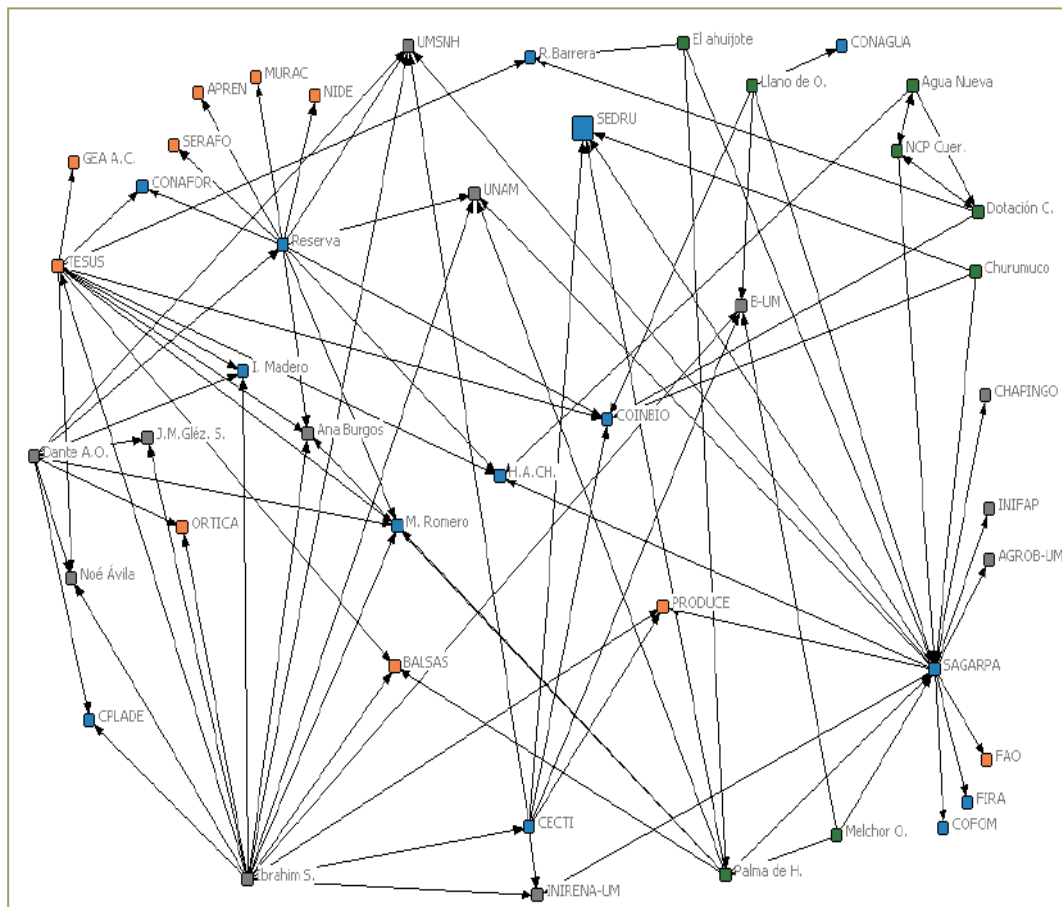 UMSNH
El ahuijote
R.Barrera
CONAGUA
MURAC
APREN
NIDE
Llano de O.
Agua Nueva
SEDRU
SERAFO
NCP Cuer.
GEA A.C.
CONAFOR
UNAM
Dotación C.
Reserva
TESUS
Churumuco
B-UM
I. Madero
CHAPINGO
COINBIO
J.M.Gléz. S.
Ana Burgos
Dante A.O.
H.A.CH.
INIFAP
ORTICA
M. Romero
AGROB-UM
Noé Ávila
PRODUCE
BALSAS
SAGARPA
CPLADE
FAO
FIRA
CECTI
COFOM
Melchor O.
Ibrahim S.
Palma de H.
INIRENA-UM